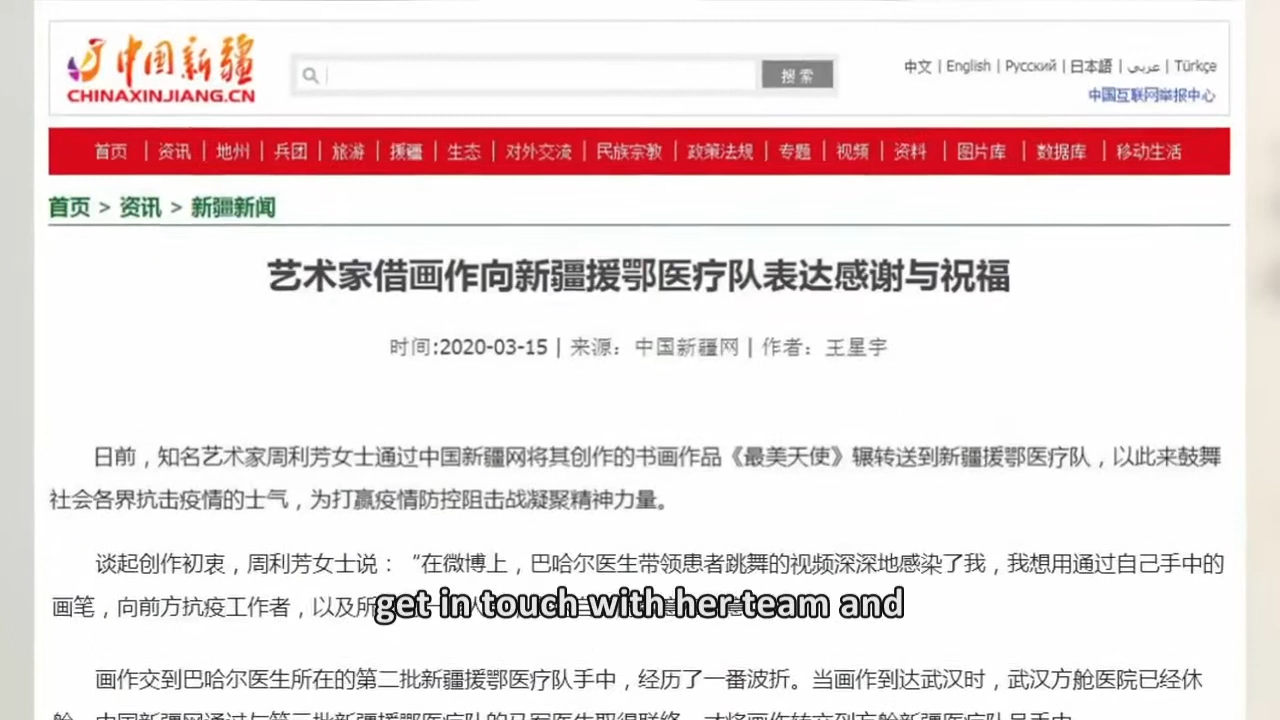 中国新疆
CHINAXINJIANG.CN
搜索
中文 | English | Русский | 日本語 | عربي | Türkçe
中国互联网举报中心
首页 | 资讯 | 地州 | 兵团 | 旅游 | 援疆 | 生态 | 对外交流 | 民族宗教 | 政策法规 | 专题 | 视频 | 资料 | 图片库 | 数据库 | 移动生活
首页 > 资讯 > 新疆新闻
艺术家借画作向新疆援鄂医疗队表达感谢与祝福
时间:2020-03-15 | 来源：中国新疆网 | 作者：王星宇
日前，知名艺术家周利芳女士通过中国新疆网将其创作的书画作品《最美天使》辗转送到新疆援鄂医疗队，以此来鼓舞
社会各界抗击疫情的士气，为打赢疫情防控阻击战凝聚精神力量。
谈起创作初衷，周利芳女士说：“在微博上，巴哈尔医生带领患者跳舞的视频深深地感染了我，我想用通过自己手中的
画笔，向前方抗疫工作者，以及所
get in touch with her team and
画作交到巴哈尔医生所在的第二批新疆援鄂医疗队手中，经历了一番波折。当画作到达武汉时，武汉方舱医院已经休